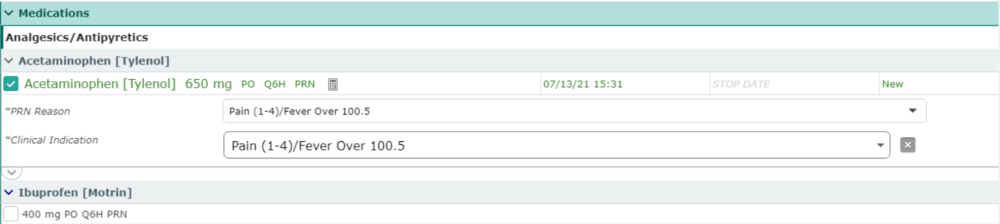 Medications
Analgesics/Antipyretics
Acetaminophen [Tylenol]
Acetaminophen [Tylenol] 650 mg PO Q6H PRN 07/13/21 15:31 STOP DATE New
*PRN Reason Pain (1-4)/Fever Over 100.5
*Clinical Indication Pain (1-4)/Fever Over 100.5
Ibuprofen [Motrin]
400 mg PO Q6H PRN